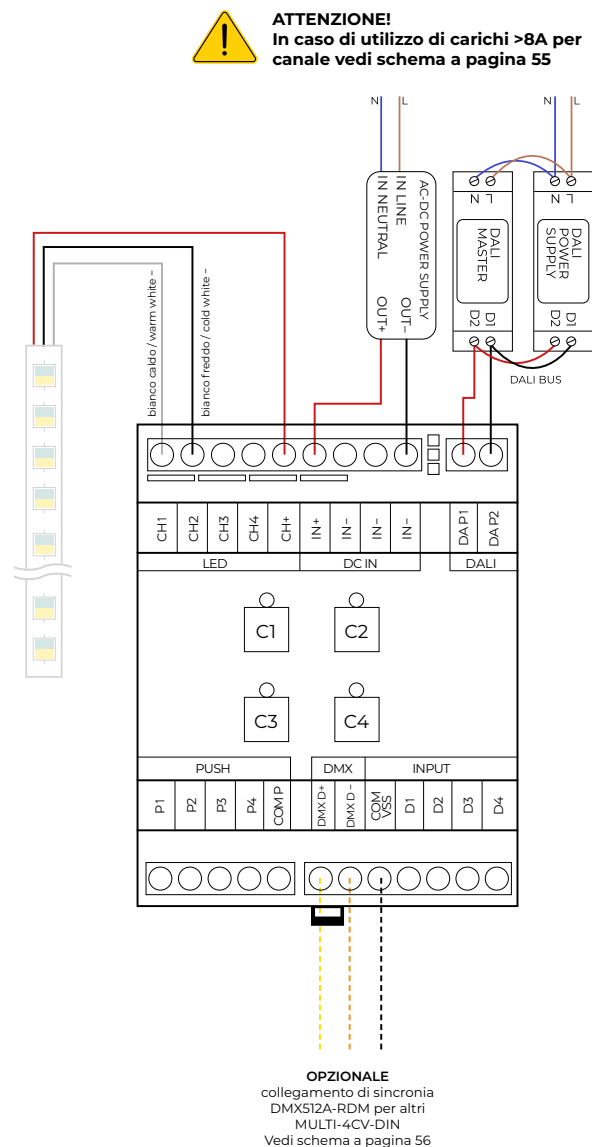 ATTENZIONE!
In caso di utilizzo di carichi >8A per
canale vedi schema a pagina 55
N
L
N
L
IN NEUTRAL
IN LINE
AC-DC POWER SUPPLY
OUT+
OUT-
N
L
DALI
MASTER
D2
D1
N
L
DALI
POWER
SUPPLY
D2
D1
DALI BUS
bianco caldo / warm white -
bianco freddo / cold white -
CH1
CH2
CH3
CH4
CH+
IN+
IN-
IN-
IN-
DA P1
DA P2
LED
DC IN
DALI
C1
C2
C3
C4
PUSH
DMX
INPUT
P1
P2
P3
P4
COM P
DMX D+
DMX D-
COM
VSS
D1
D2
D3
D4
OPZIONALE
collegamento di sincronia
DMX512A-RDM per altri
MULTI-4CV-DIN
Vedi schema a pagina 56